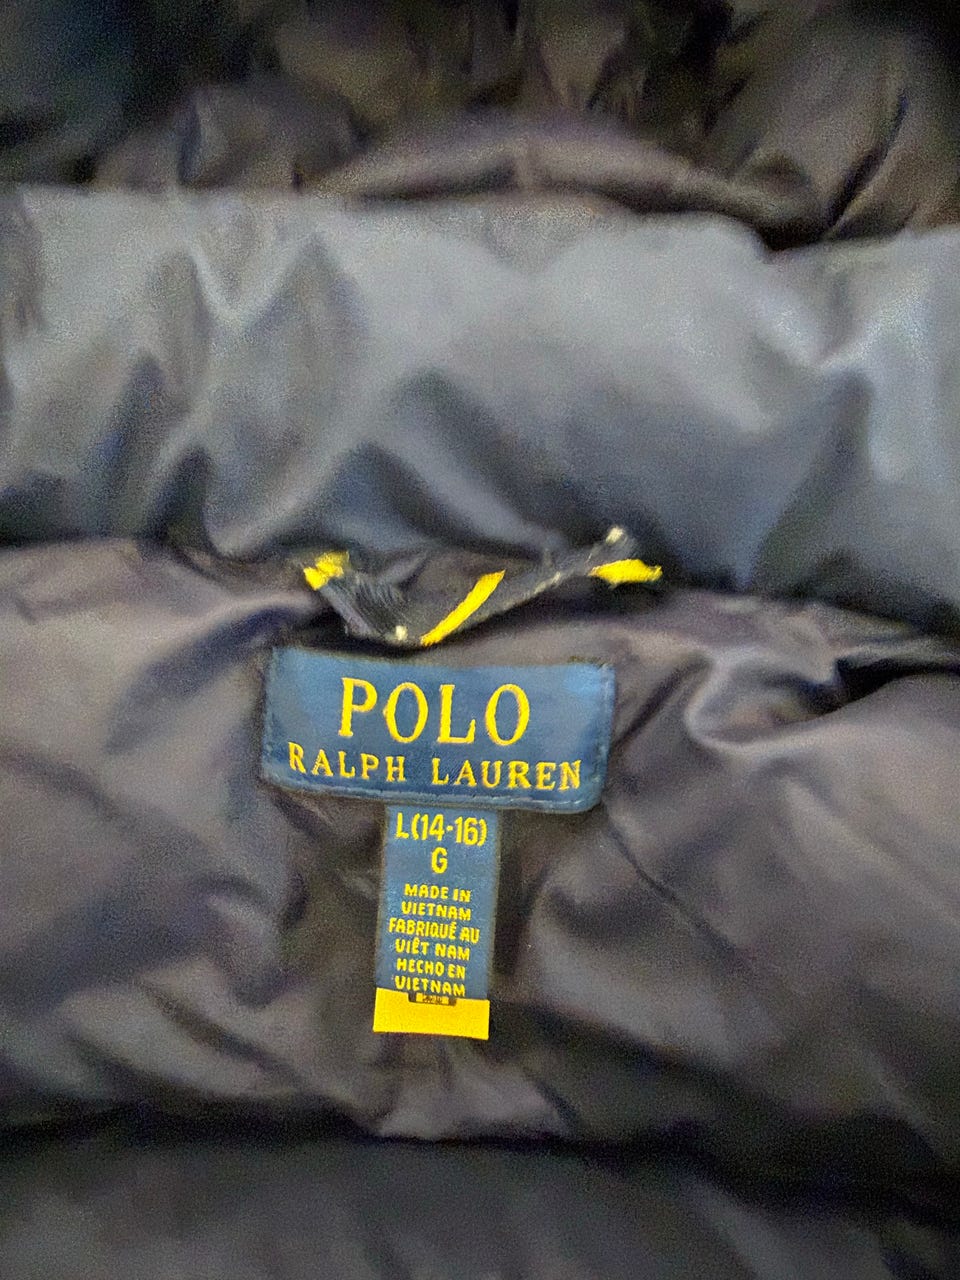 POLO
RALPH LAUREN
L(14-16)
G
MADE IN
VIETNAM
FABRIQUÉ AU
VIÊT NAM
HECHO EN
VIETNAM